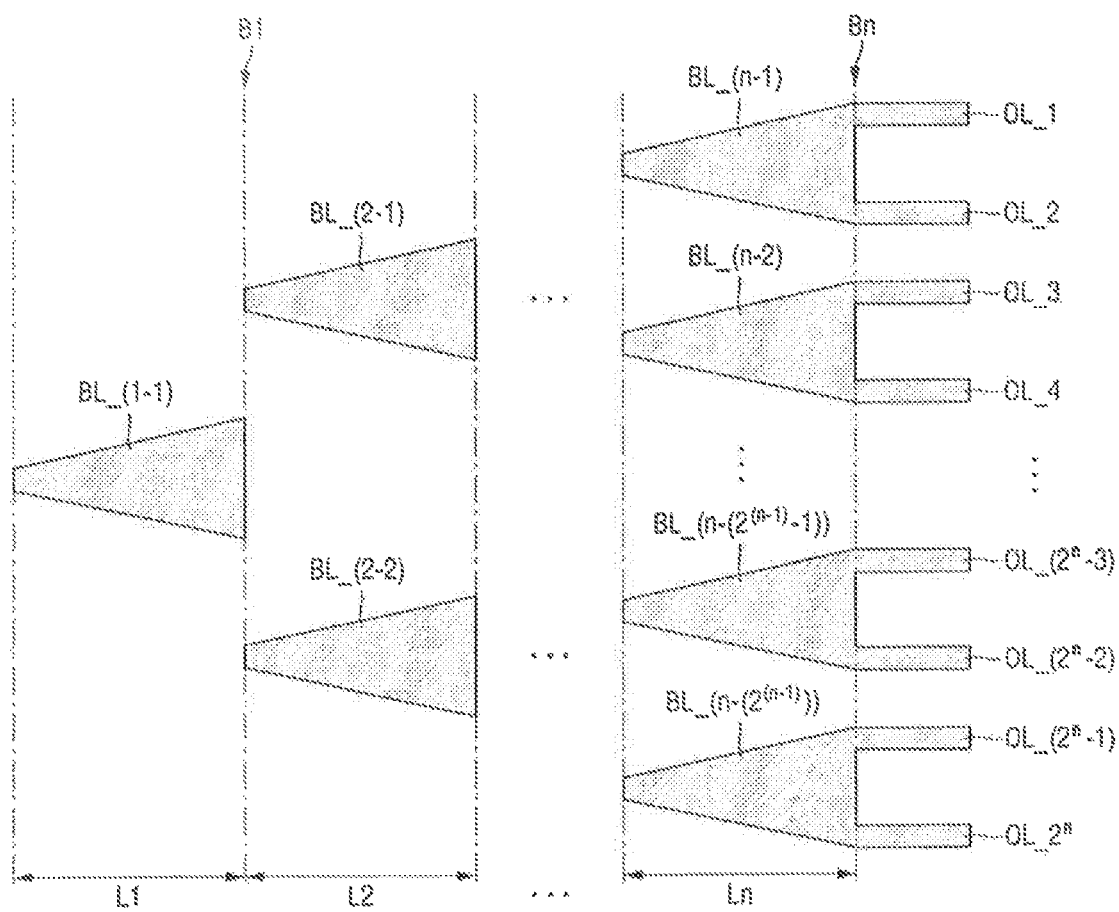 B1
Bn
BL_(n-1)
OL_1
BL_(2-1)
OL_2
BL_(n-2)
...
OL_3
BL_(1-1)
OL_4
BL_(n-(2^(n-1)-1))
BL_(2-2)
OL_(2^n-3)
...
OL_(2^n-2)
BL_(n-(2^(n-1)))
OL_(2^n-1)
OL_2^n
L1
L2
...
Ln